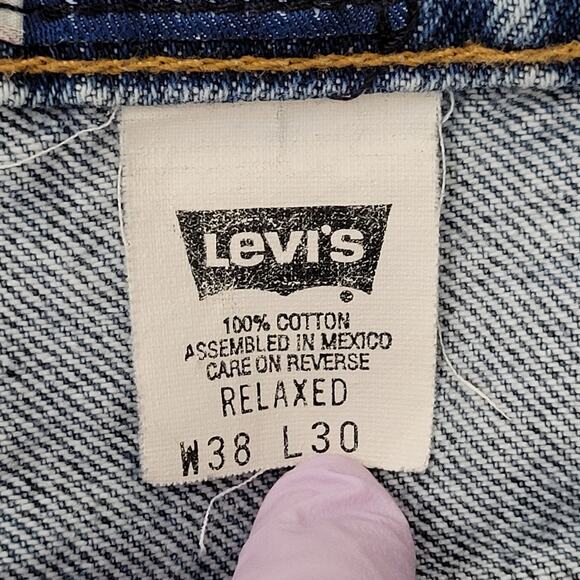 LEVI'S ®
100% COTTON
ASSEMBLED IN MEXICO
CARE ON REVERSE
RELAXED
W38 L30